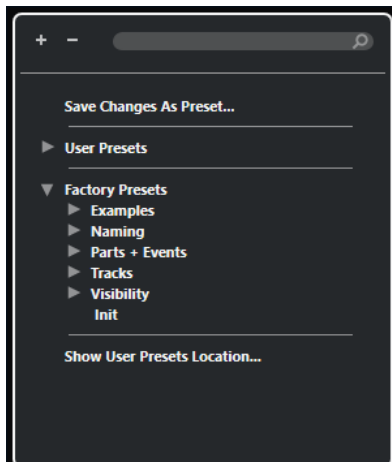 Save Changes As Preset...
User Presets
Factory Presets
Examples
Naming
Parts + Events
Tracks
Visibility
Init
Show User Presets Location...